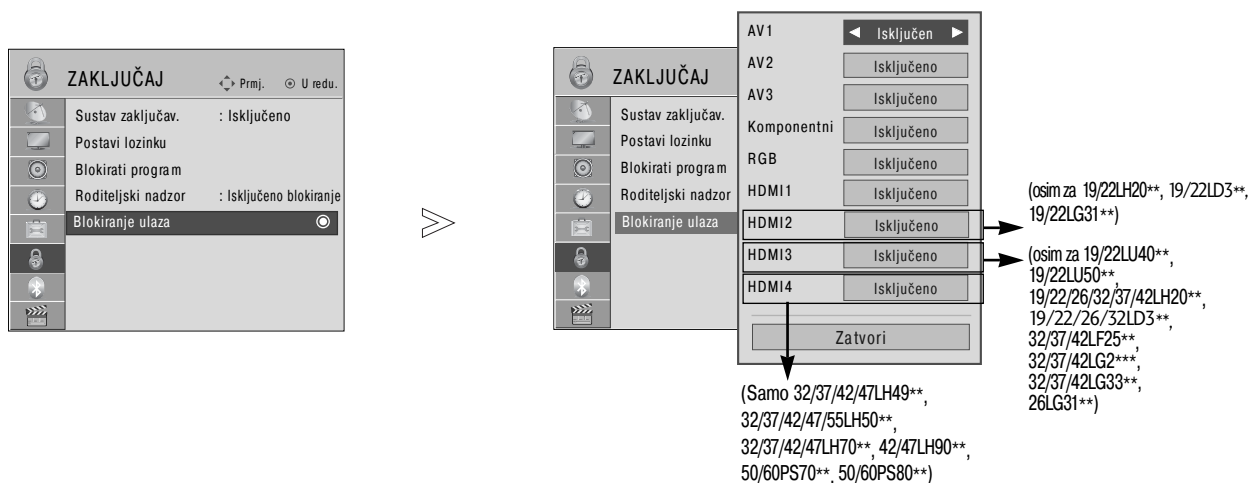 ZAKLJUČAJ
Prmj. U redu.
Sustav zaključav. : Isključeno
Postavi lozinku
Blokirati program
Roditeljski nadzor : Isključeno blokiranje
Blokiranje ulaza
ZAKLJUČAJ
Sustav zaključav.
Postavi lozinku
Blokirati program
Roditeljski nadzor
Blokiranje ulaza
AV1 ◄ Isključen ►
AV2 Isključeno
AV3 Isključeno
Komponentni Isključeno
RGB Isključeno
HDMI1 Isključeno
HDMI2 Isključeno
HDMI3 Isključeno
HDMI4 Isključeno
Zatvori
(osim za 19/22LH20**, 19/22LD3**,
19/22LG31**)
(osim za 19/22LU40**,
19/22LU50**,
19/22/26/32/37/42LH20**,
19/22/26/32LD3**,
32/37/42LF25**,
32/37/42LG2***,
32/37/42LG33**,
26LG31**)
(Samo 32/37/42/47LH49**,
32/37/42/47/55LH50**,
32/37/42/47LH70**, 42/47LH90**,
50/60PS70**, 50/60PS80**)